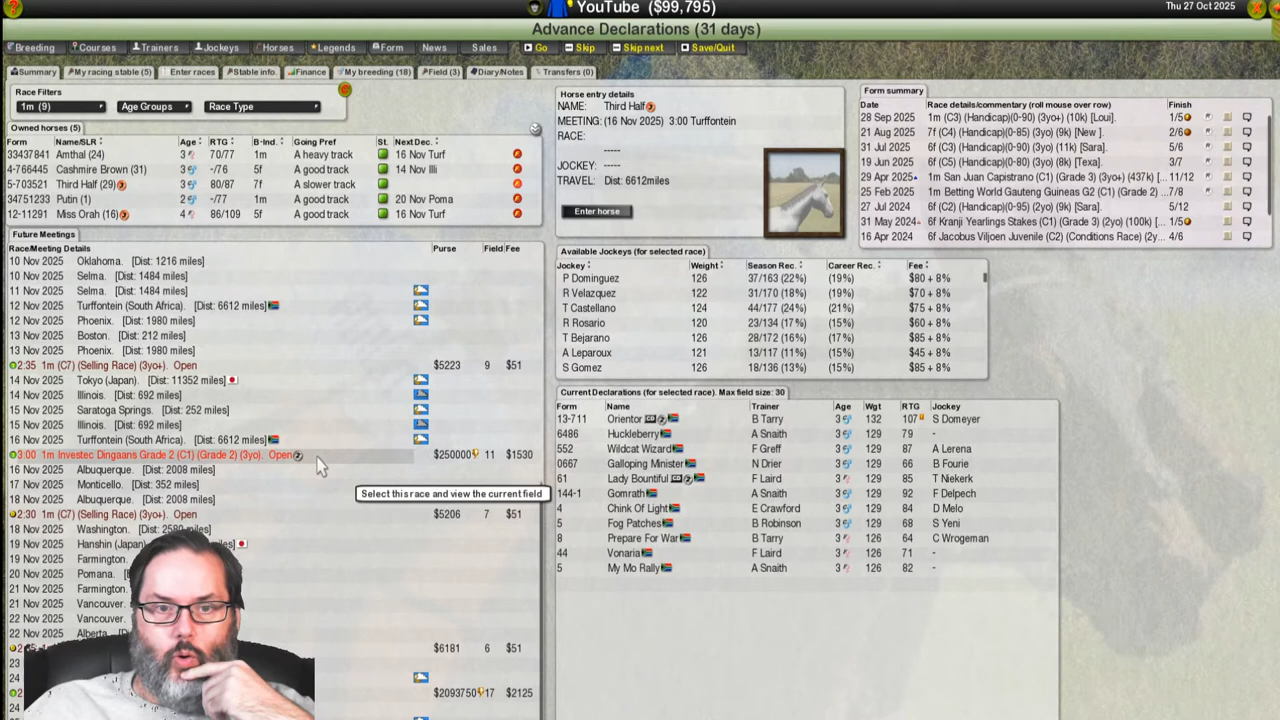 YouTube ($99,795)
Thu 27 Oct 2025
Advance Declarations (31 days)
Breeding Courses Trainers Jockeys Horses Legends Form News Sales Go Skip Skip next Save/Quit
Summary My racing stable (5) Enter races Stable info. Finance My breeding (18) Field (3) Diary/Notes Transfers (0)
Race Filters
1m (9) Age Groups Race Type
Owned horses (5)
Form Name/SLR Age RTG B-Ind. Going Pref St. Next Dec.
33437841 Amthal (24) 3 70/77 1m A heavy track 16 Nov Turf
4-766445 Cashmire Brown (31) 3 -/76 5f A good track 14 Nov Illi
5-703521 Third Half (29) 3 80/87 7f A slower track
34751233 Putin (1) 2 -/77 1m A good track 20 Nov Poma
12-11291 Miss Orah (16) 4 86/109 5f A good track 16 Nov Turf
Future Meetings
Race/Meeting Details Purse Field Fee
10 Nov 2025 Oklahoma. [Dist: 1216 miles]
10 Nov 2025 Selma. [Dist: 1484 miles]
11 Nov 2025 Selma. [Dist: 1484 miles]
12 Nov 2025 Turffontein (South Africa). [Dist: 6612 miles]
12 Nov 2025 Phoenix. [Dist: 1980 miles]
13 Nov 2025 Boston. [Dist: 212 miles]
13 Nov 2025 Phoenix. [Dist: 1980 miles]
2:35 1m (C7) (Selling Race) (3yo+). Open $5223 9 $51
14 Nov 2025 Tokyo (Japan). [Dist: 11352 miles]
14 Nov 2025 Illinois. [Dist: 692 miles]
15 Nov 2025 Saratoga Springs. [Dist: 252 miles]
15 Nov 2025 Illinois. [Dist: 692 miles]
16 Nov 2025 Turffontein (South Africa). [Dist: 6612 miles]
3:00 1m Investec Dingaans Grade 2 (C1) (Grade 2) (3yo). Open $250000 11 $1530
16 Nov 2025 Albuquerque. [Dist: 2008 miles]
17 Nov 2025 Monticello. [Dist: 352 miles]
Select this race and view the current field
18 Nov 2025 Albuquerque. [Dist: 2008 miles]
2:30 1m (C7) (Selling Race) (3yo+). Open $5206 7 $51
18 Nov 2025 Washington. [Dist: 2580 miles]
19 Nov 2025 Hanshin (Japan)
19 Nov 2025 Farmington.
20 Nov 2025 Pomana.
21 Nov 2025 Farmington.
21 Nov 2025 Vancouver.
22 Nov 2025 Vancouver.
22 Nov 2025 Alberta.
$6181 6 $51
23
24
$2093750 17 $2125
24
Horse entry details
NAME: Third Half
MEETING: (16 Nov 2025) 3:00 Turffontein
RACE:
-----
JOCKEY: -----
TRAVEL: Dist: 6612miles
Enter horse
Form summary
Date Race details/commentary (roll mouse over row) Finish
28 Sep 2025 1m (C3) (Handicap)(0-90) (3yo+) (10k) [Loui]. 1/5
21 Aug 2025 7f (C4) (Handicap)(0-85) (3yo) (9k) [New ]. 2/6
31 Jul 2025 6f (C3) (Handicap)(0-90) (3yo) (11k) [Sara]. 5/6
19 Jun 2025 6f (C4) (Handicap)(0-80) (3yo) (8k) [Texa]. 3/7
29 Apr 2025 1m San Juan Capistrano (C1) (Grade 3) (3yo+) (437k) [... 11/12
25 Feb 2025 1m Betting World Gauteng Guineas G2 (C1) (Grade 2) ... 7/8
27 Jul 2024 6f (C2) (Handicap)(0-95) (2yo) (9k) [Sara]. 5/12
31 May 2024 6f Kranji Yearlings Stakes (C1) (Grade 3) (2yo) (100k) [... 1/5
16 Apr 2024 6f Jacobus Viljoen Juvenile (C2) (Conditions Race) (2y... 4/6
Available Jockeys (for selected race)
Jockey Weight Season Rec. Career Rec. Fee
P Dominguez 126 37/163 (22%) (19%) $80 + 8%
R Velazquez 122 31/170 (18%) (19%) $70 + 8%
T Castellano 124 44/177 (24%) (21%) $75 + 8%
R Rosario 120 23/134 (17%) (15%) $60 + 8%
T Bejarano 126 28/172 (16%) (17%) $85 + 8%
A Leparoux 121 13/117 (11%) (15%) $45 + 8%
S Gomez 126 18/136 (13%) (15%) $85 + 8%
Current Declarations (for selected race). Max field size: 30
Form Name Trainer Age Wgt RTG Jockey
13-711 Orientor B Tarry 3 132 107 S Domeyer
6486 Huckleberry A Snaith 3 129 79 -
552 Wildcat Wizard F Greff 3 129 87 A Lerena
0667 Galloping Minister N Drier 3 129 66 B Fourie
61 Lady Bountiful F Laird 3 129 85 T Niekerk
144-1 Gomrath A Snaith 3 129 92 F Delpech
4 Chink Of Light E Crawford 3 129 84 D Melo
5 Fog Patches B Robinson 3 129 68 S Yeni
8 Prepare For War B Tarry 3 126 64 C Wrogeman
44 Vonaria F Laird 3 126 71 -
5 My Mo Rally A Snaith 3 126 82 -